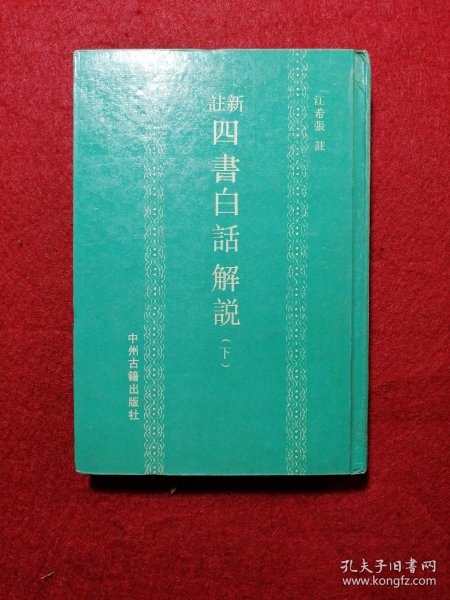 江希張 註
新註
四書白話解説
（下）
中州古籍出版社
孔夫子旧书网
www.kongfz.com